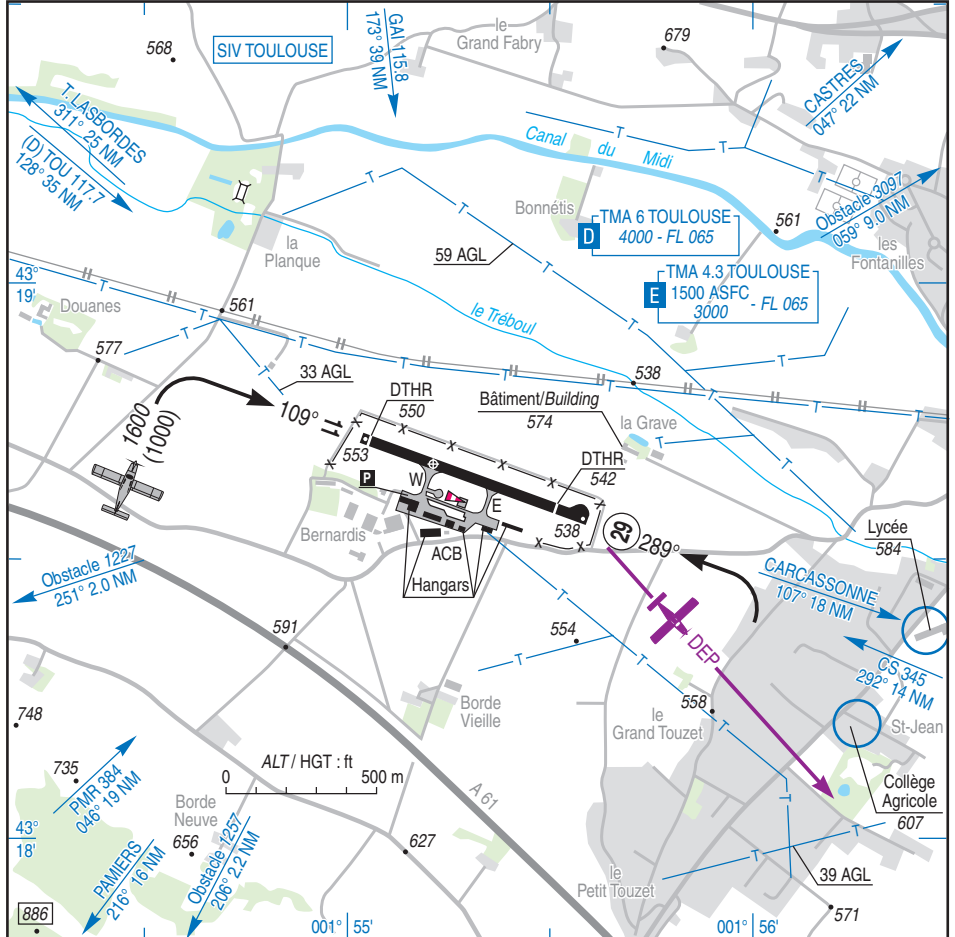 568
SIV TOULOUSE
GAI 115.8
173° 39 NM
le
Grand Fabry
679
CASTRES
047° 22 NM
T. LASBORDES
311° 25 NM
(D) TOU 117.7
128° 35 NM
T
T
T
T
Canal du Midi
Bonnétis
D
TMA 6 TOULOUSE
4000 - FL 065
561
Obstacle 3097
059° 9.0 NM
les
Fontanilles
la
Planque
59 AGL
T
43°
19'
E
TMA 4.3 TOULOUSE
1500 ASFC
3000 - FL 065
Douanes
561
le Tréboul
577
T
T
T
T
T
T
T
T
T
T
T
33 AGL
538
1600
(1000)
109°
11
DTHR
550
553
Bâtiment/Building
574
la Grave
T
DTHR
542
P
W
E
538
29
289°
Bernardis
ACB
Hangars
Lycée
584
Obstacle 1227
251° 2.0 NM
CARCASSONNE
107° 18 NM
T
554
T
DEP
CS 345
292° 14 NM
591
748
Borde
Vieille
558
le
Grand Touzet
T
St-Jean
735
PMR 384
046° 19 NM
ALT / HGT : ft
0
500 m
A 61
T
Collège
Agricole
607
Borde
Neuve
43°
18'
656
627
T
T
39 AGL
PAMIERS
216° 16 NM
Obstacle 1257
206° 2.2 NM
le
Petit Touzet
571
886
001° 55'
001° 56'